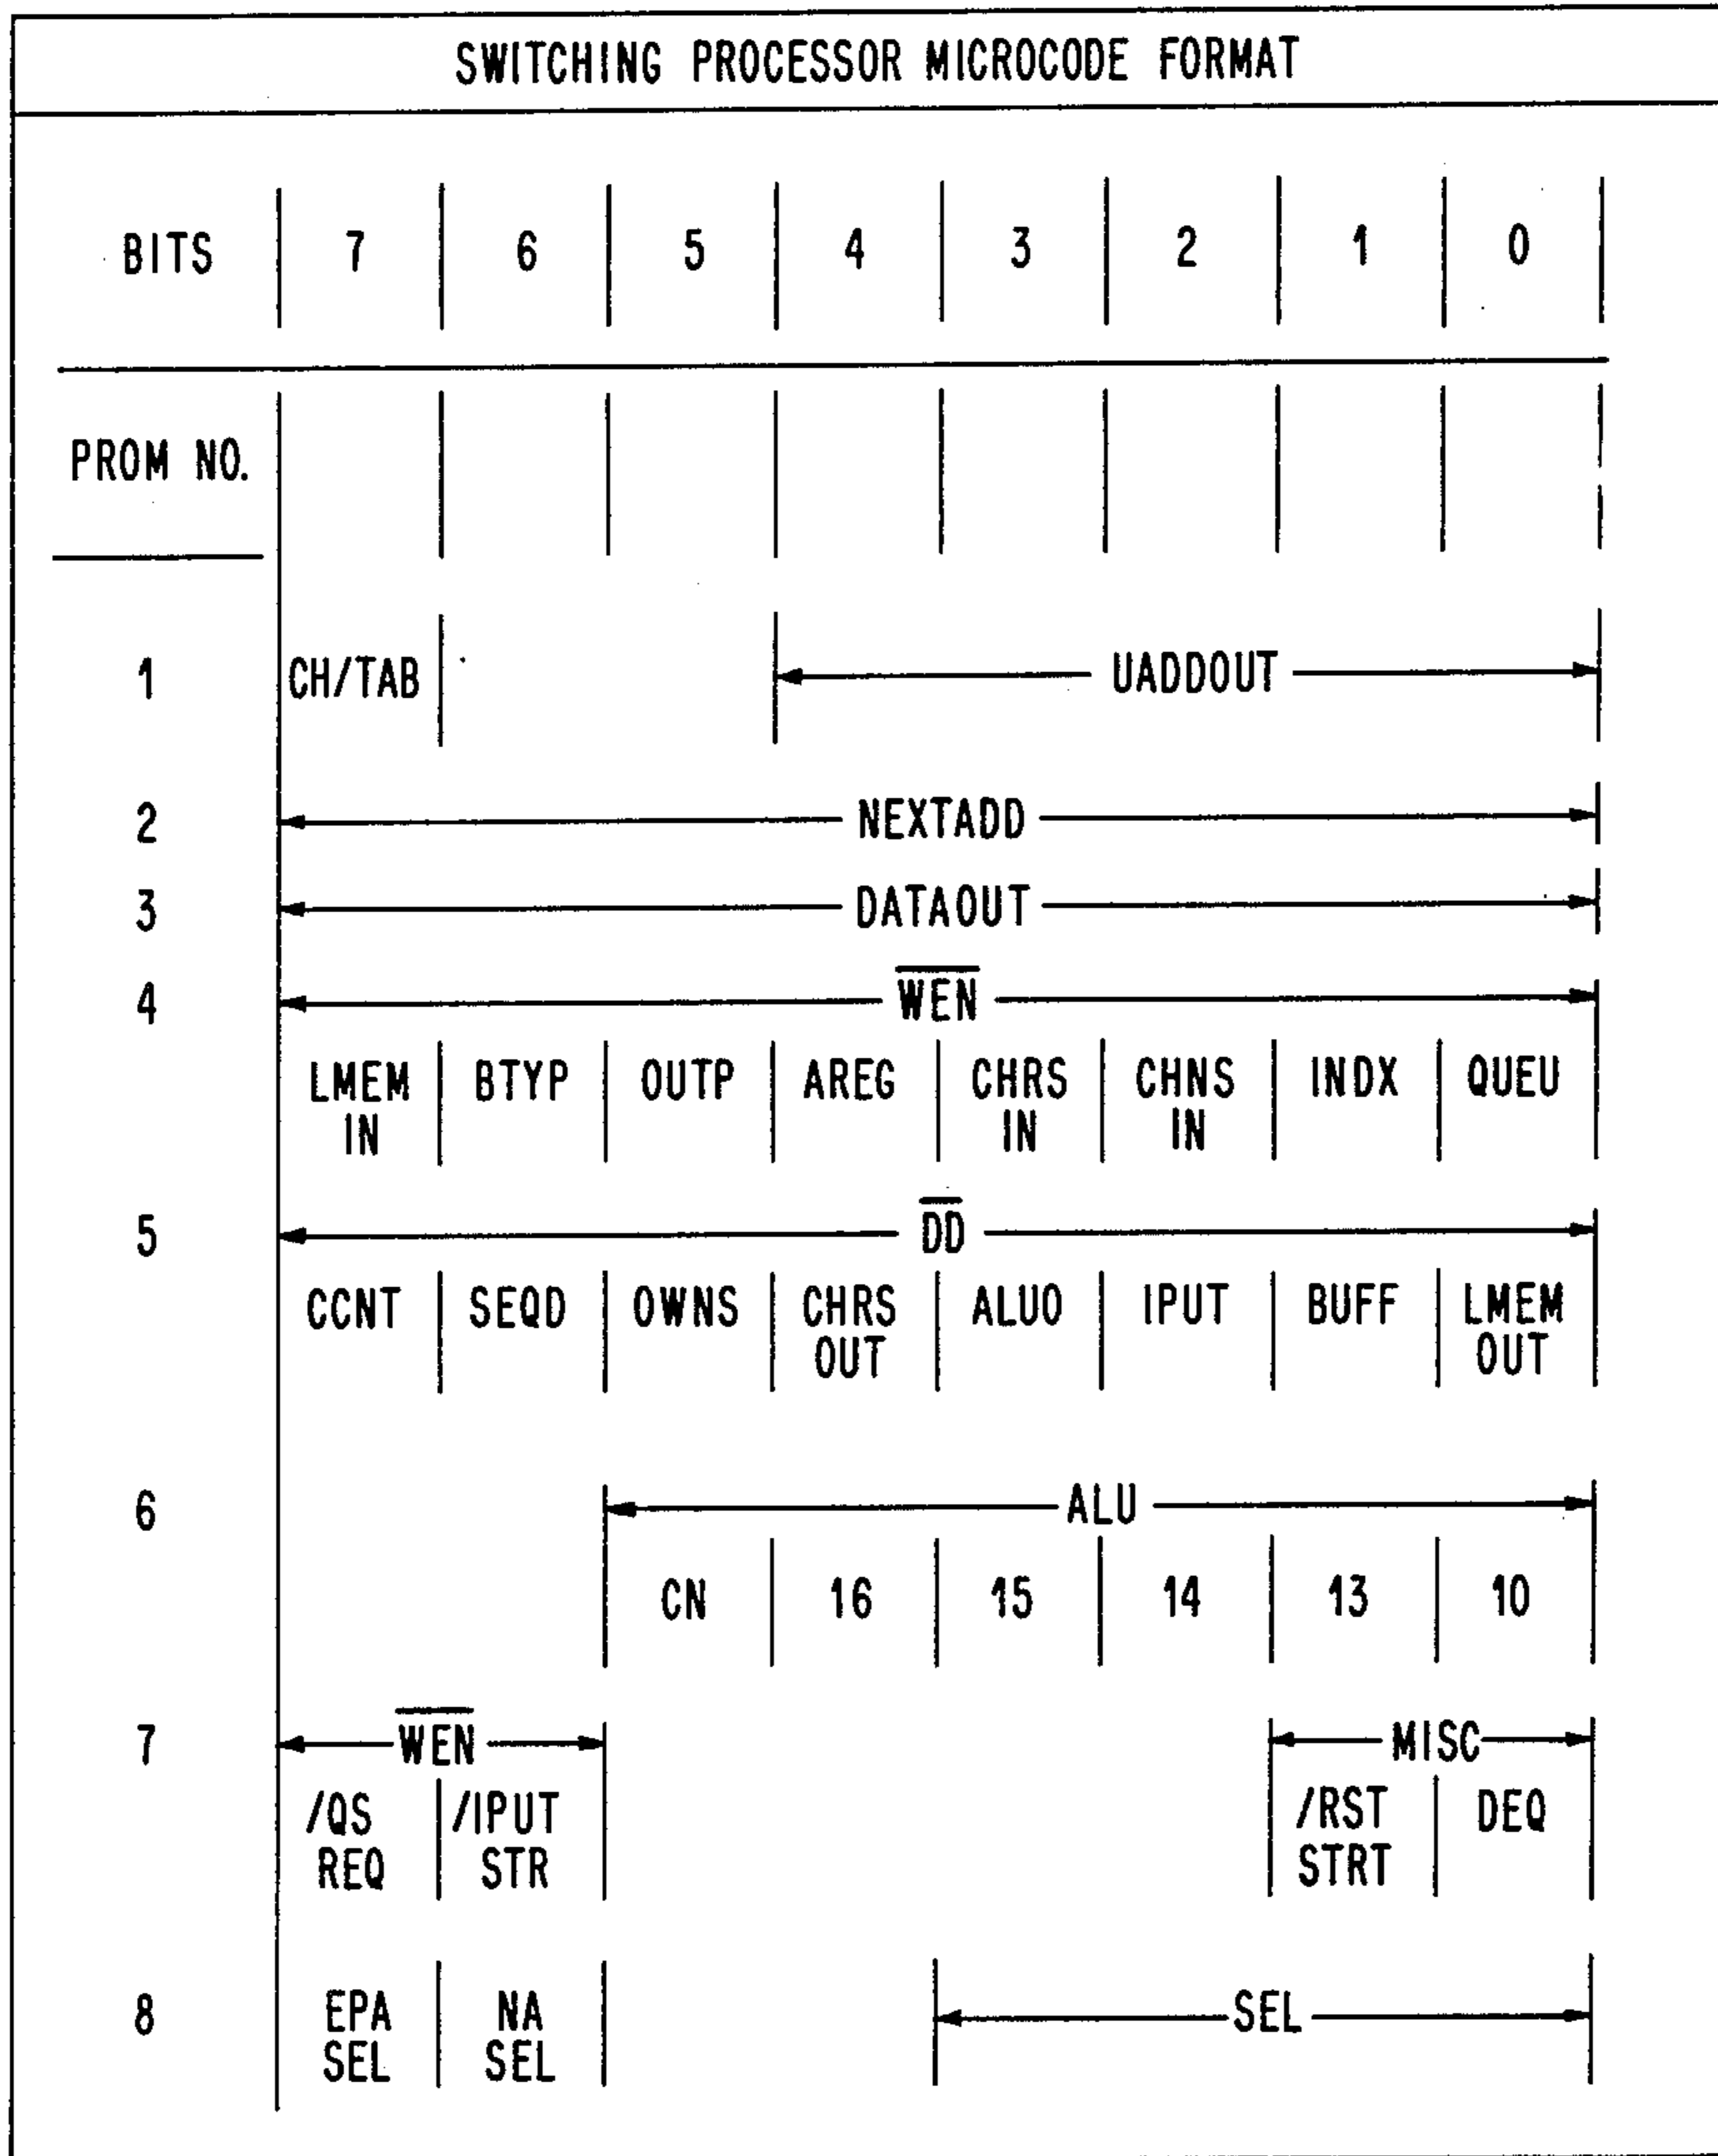 SWITCHING PROCESSOR MICROCODE FORMAT
BITS 7 6 5 4 3 2 1 0
PROM NO.
1 CH/TAB UADDOUT
2 NEXTADD
3 DATAOUT
4 WEN
LMEM BTYP OUTP AREG CHRS CHNS INDX QUEU
IN IN IN
5 DD
CCNT SEQD OWNS CHRS ALUO IPUT BUFF LMEM
OUT OUT
6 ALU
CN 16 15 14 13 10
7 WEN MISC
/QS /IPUT /RST DEQ
REQ STR STRT
8 EPA NA SEL
SEL SEL